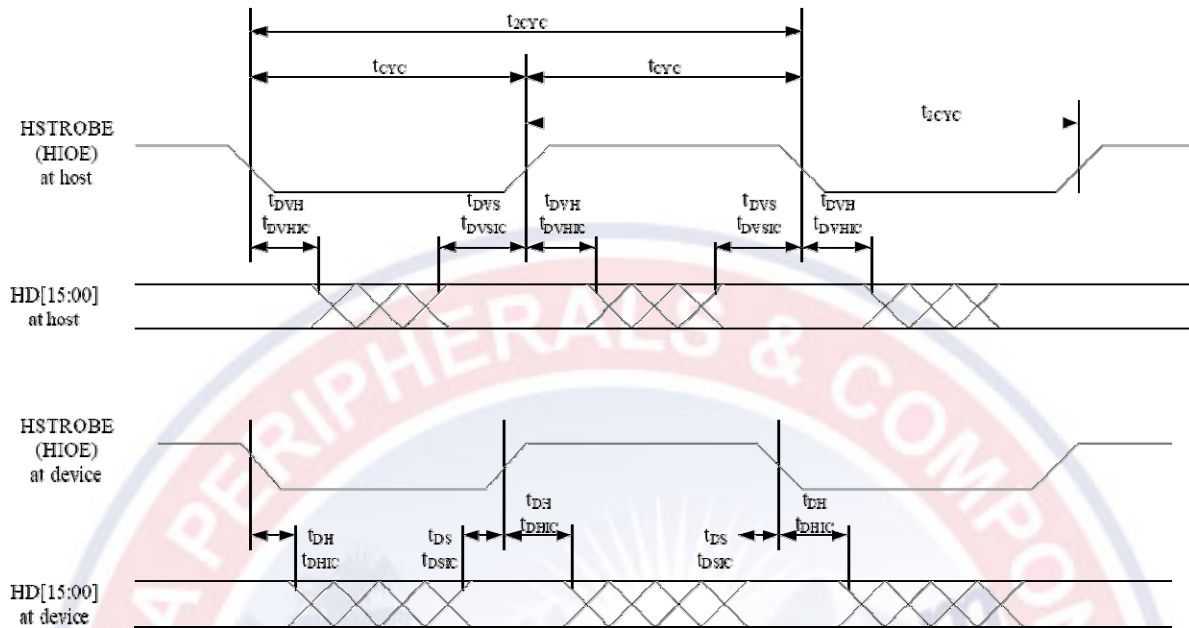 t2CYC
tCYC tCYC
t2CYC
HSTROBE
(HIOE)
at host
tDVH tDVS tDVH tDVS tDVH
tDVHIC tDVSIC tDVHIC tDVSIC tDVHIC
HD[15:00]
at host
A PERIPHERALS & COMPON
HSTROBE
(HIOE)
at device
tDH tDH
tDHIC tDHIC
tDH tDS tDS
tDHIC tDSIC tDSIC
HD[15:00]
at device